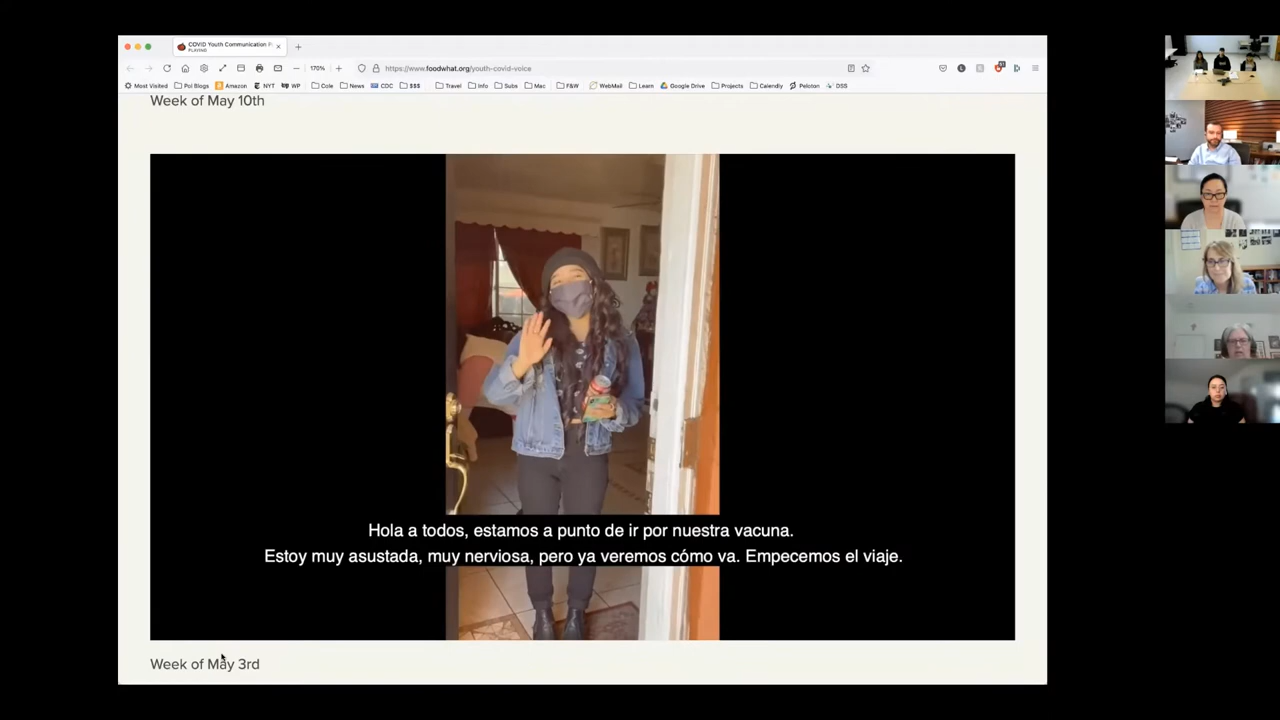 COVID Youth Communication F
PLAYING
170%
https://www.foodwhat.org/youth-covid-voice
Most Visited
Pol Blogs
Amazon
NYT
WP
Cole
News
CDC
$$$
Travel
Info
Subs
Mac
F&W
WebMail
Learn
Google Drive
Projects
Calendly
Peloton
DSS
Week of May 10th
Hola a todos, estamos a punto de ir por nuestra vacuna.
Estoy muy asustada, muy nerviosa, pero ya veremos cómo va. Empecemos el viaje.
Week of May 3rd